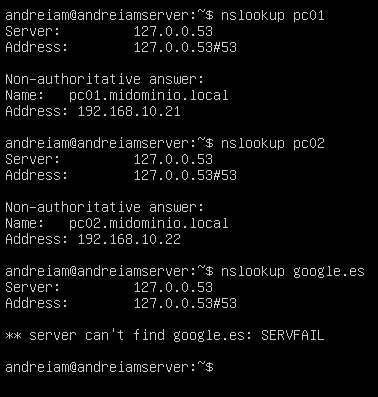 andreiam@andreiamserver:~$ nslookup pc01
Server:         127.0.0.53
Address:        127.0.0.53#53

Non-authoritative answer:
Name:   pc01.midominio.local
Address: 192.168.10.21

andreiam@andreiamserver:~$ nslookup pc02
Server:         127.0.0.53
Address:        127.0.0.53#53

Non-authoritative answer:
Name:   pc02.midominio.local
Address: 192.168.10.22

andreiam@andreiamserver:~$ nslookup google.es
Server:         127.0.0.53
Address:        127.0.0.53#53

** server can't find google.es: SERVFAIL

andreiam@andreiamserver:~$